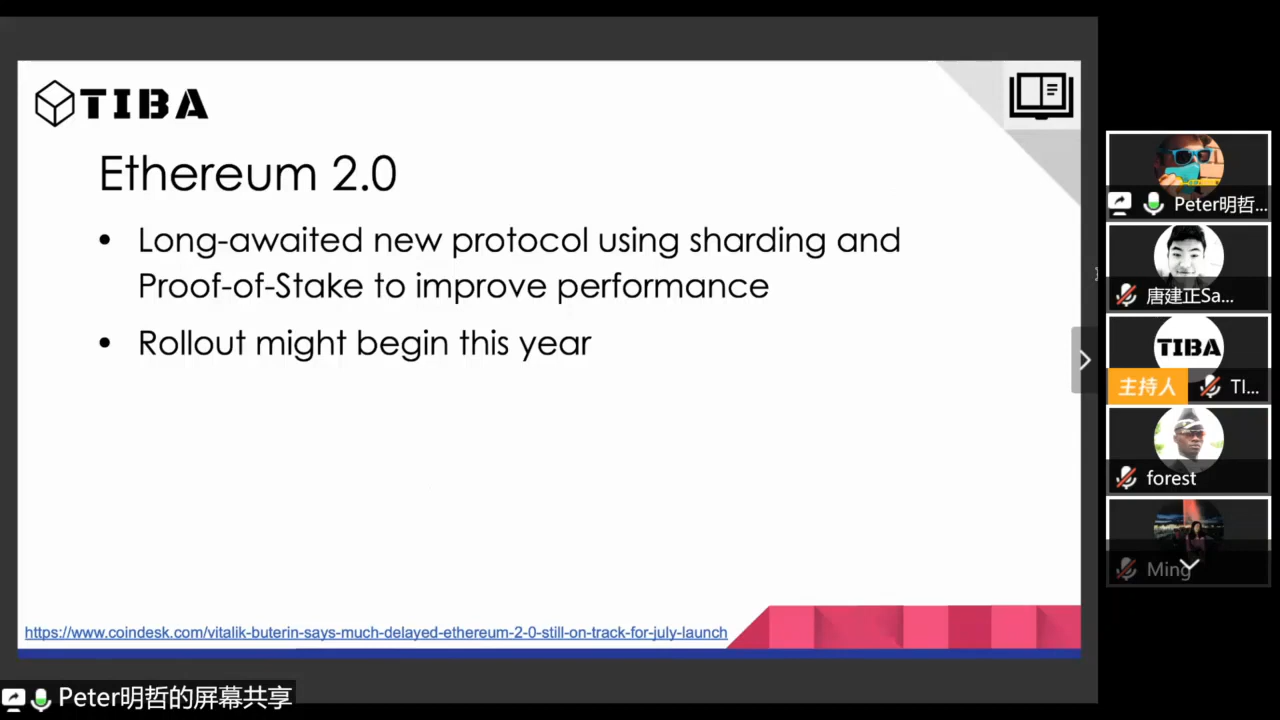 TIBA
Ethereum 2.0
• Long-awaited new protocol using sharding and
Proof-of-Stake to improve performance
• Rollout might begin this year
https://www.coindesk.com/vitalik-buterin-says-much-delayed-ethereum-2-0-still-on-track-for-july-launch
Peter明哲...
唐建正Sa...
TIBA
主持人 TI...
forest
Ming
Peter明哲的屏幕共享